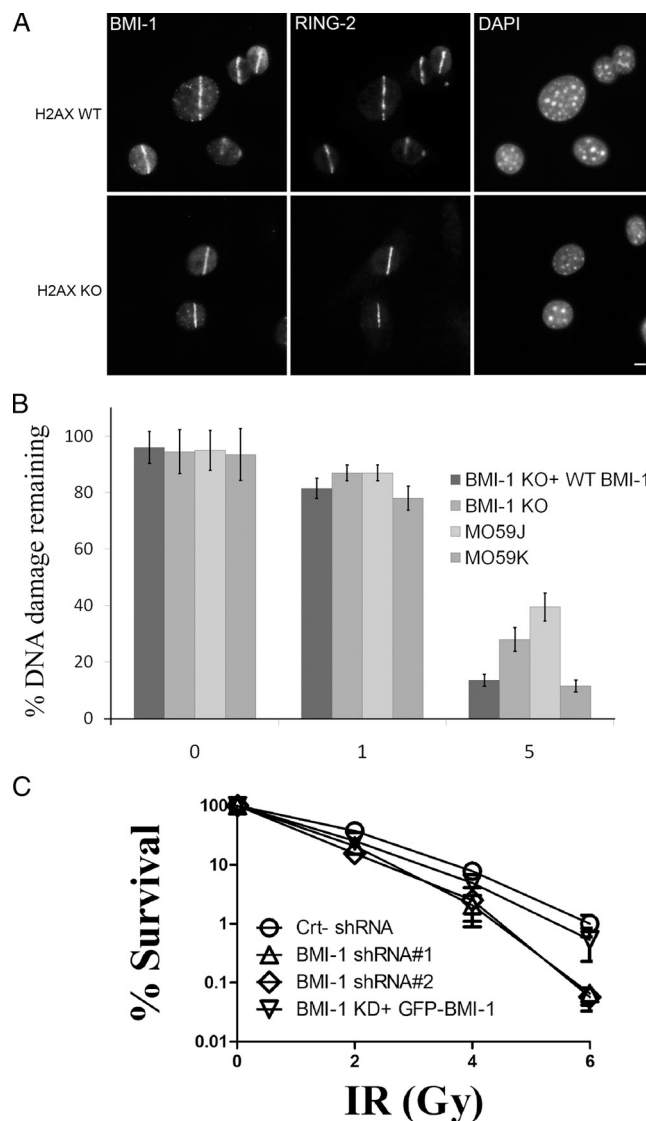 A
BMI-1 RING-2 DAPI
H2AX WT
H2AX KO
B
% DNA damage remaining
100
80
60
40
20
0
0 1 5
BMI-1 KO+ WT BMI-1
BMI-1 KO
MO59J
MO59K
C
% Survival
100
10
1
0.1
0.01
0 2 4 6
Crt- shRNA
BMI-1 shRNA#1
BMI-1 shRNA#2
BMI-1 KD+ GFP-BMI-1
IR (Gy)